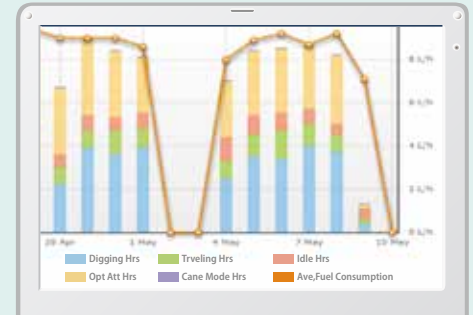 8 L/h
6 L/h
4 L/h
2 L/h
0 L/h
28 Apr 1 May 4 May 7 May 10 May
Digging Hrs Trveling Hrs Idle Hrs
Opt Att Hrs Cane Mode Hrs Ave,Fuel Consumption